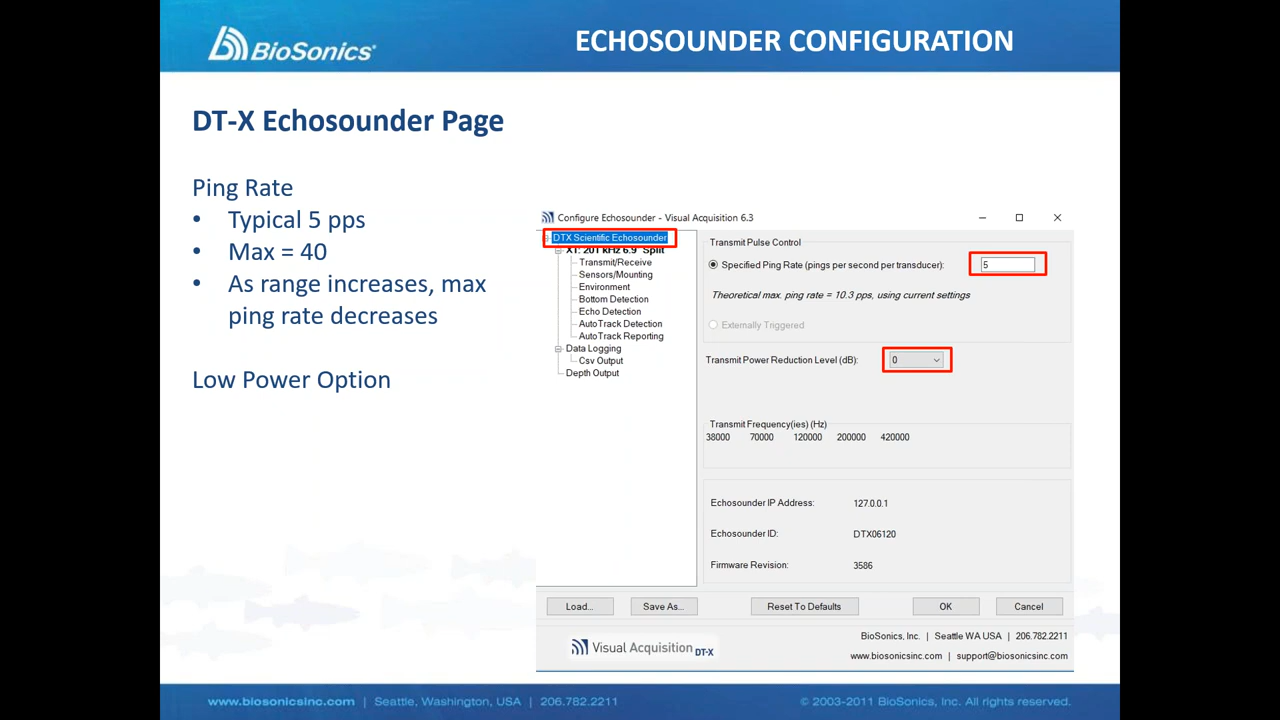 BioSonics
ECHOSOUNDER CONFIGURATION
DT-X Echosounder Page
Ping Rate
• Typical 5 pps
• Max = 40
• As range increases, max
ping rate decreases
Low Power Option
Configure Echosounder - Visual Acquisition 6.3
DTX Scientific Echosounder
X1: 201 kHz 6.9° Split
Transmit/Receive
Sensors/Mounting
Environment
Bottom Detection
Echo Detection
AutoTrack Detection
AutoTrack Reporting
Data Logging
Csv Output
Depth Output
Transmit Pulse Control
Specified Ping Rate (pings per second per transducer): 5
Theoretical max. ping rate = 10.3 pps, using current settings
Externally Triggered
Transmit Power Reduction Level (dB): 0
Transmit Frequency(ies) (Hz)
38000 70000 120000 200000 420000
Echosounder IP Address: 127.0.0.1
Echosounder ID: DTX06120
Firmware Revision: 3586
Load... Save As... Reset To Defaults OK Cancel
Visual Acquisition DT-X
BioSonics, Inc. | Seattle WA USA | 206.782.2211
www.biosonicsinc.com | support@biosonicsinc.com
www.biosonicsinc.com | Seattle, Washington, USA | 206.782.2211
© 2003-2011 BioSonics, Inc. All rights reserved.